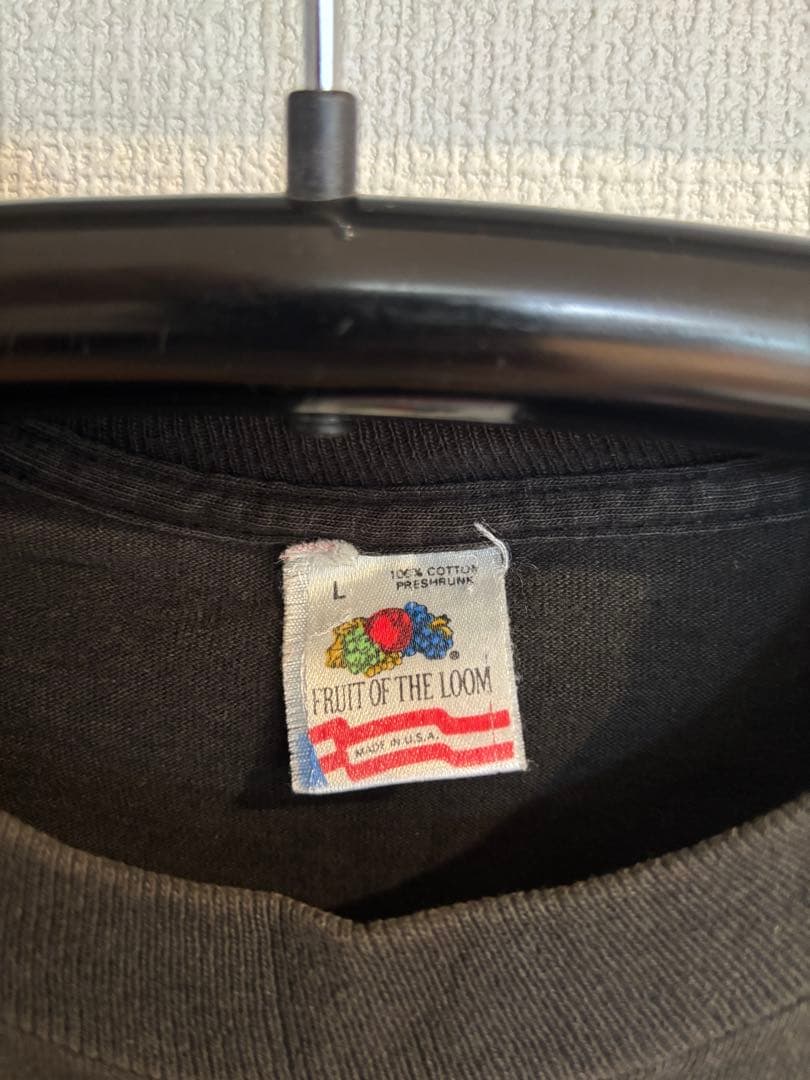 L
100% COTTON
PRESHRUNK
®
FRUIT OF THE LOOM
MADE IN U.S.A.